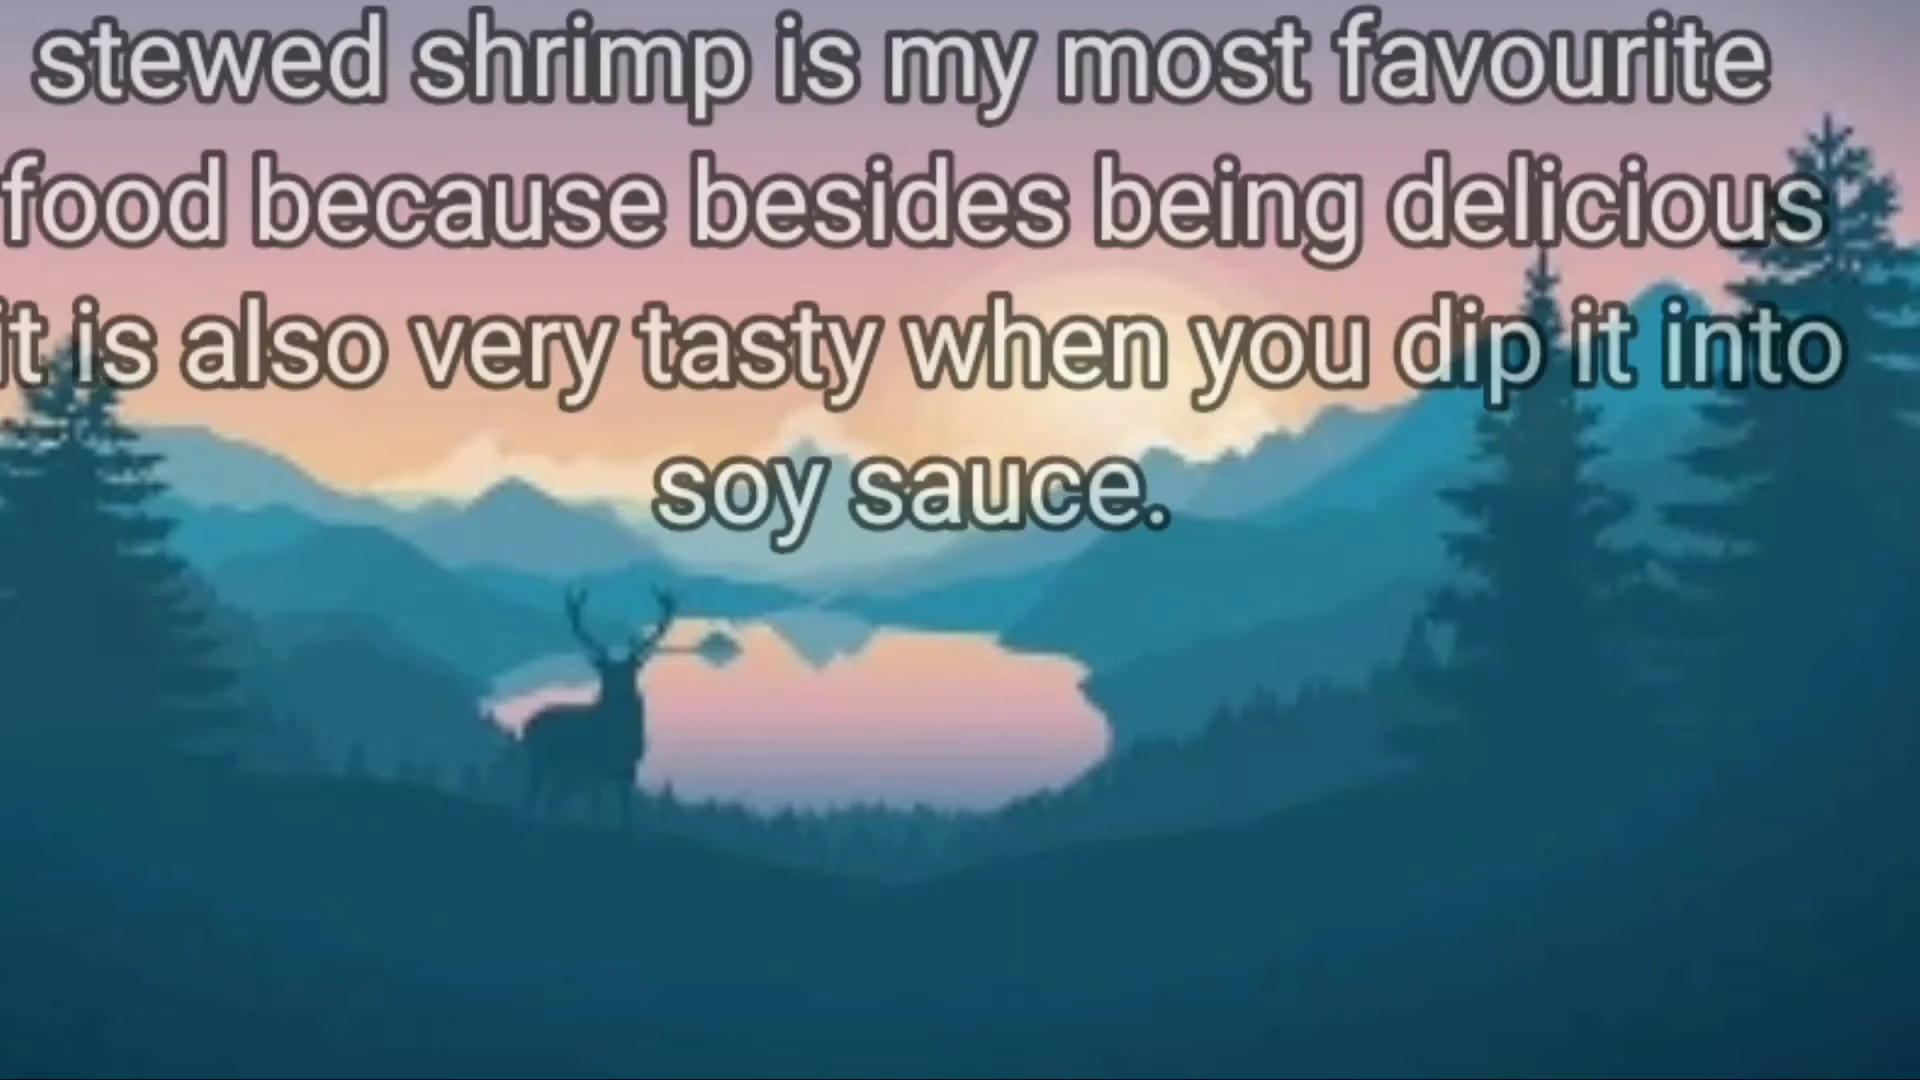 stewed shrimp is my most favourite
food because besides being delicious
it is also very tasty when you dip it into
soy sauce.